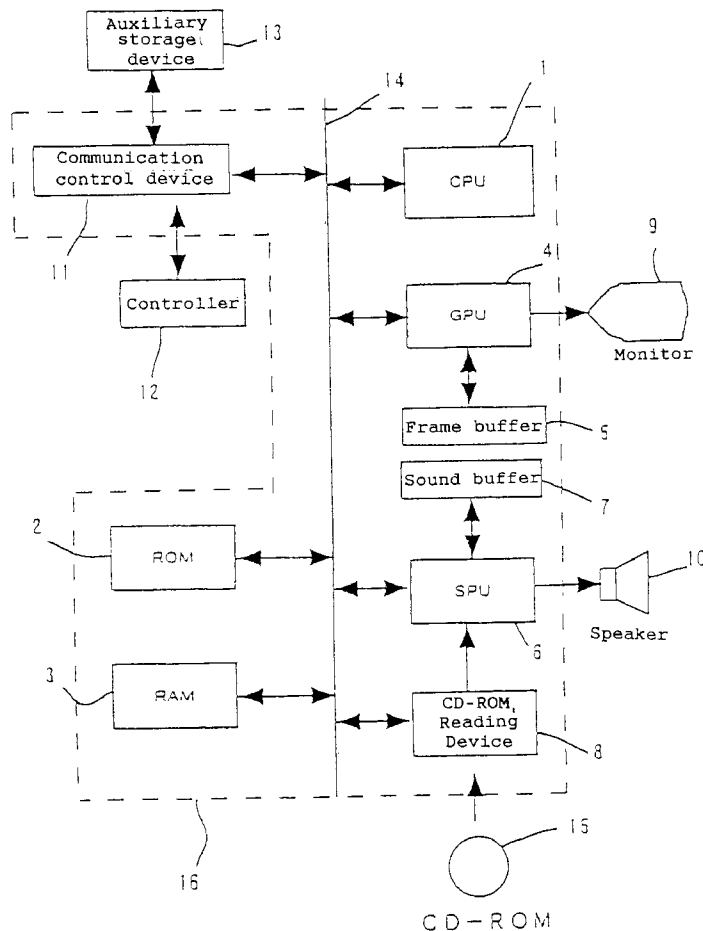 Auxiliary
storage
device
13
14
1
Communication
control device
CPU
11
4
9
Controller
GPU
Monitor
12
Frame buffer
5
Sound buffer
7
2
ROM
10
SPU
Speaker
6
3
RAM
CD-ROM
Reading
Device
8
15
16
CD-ROM